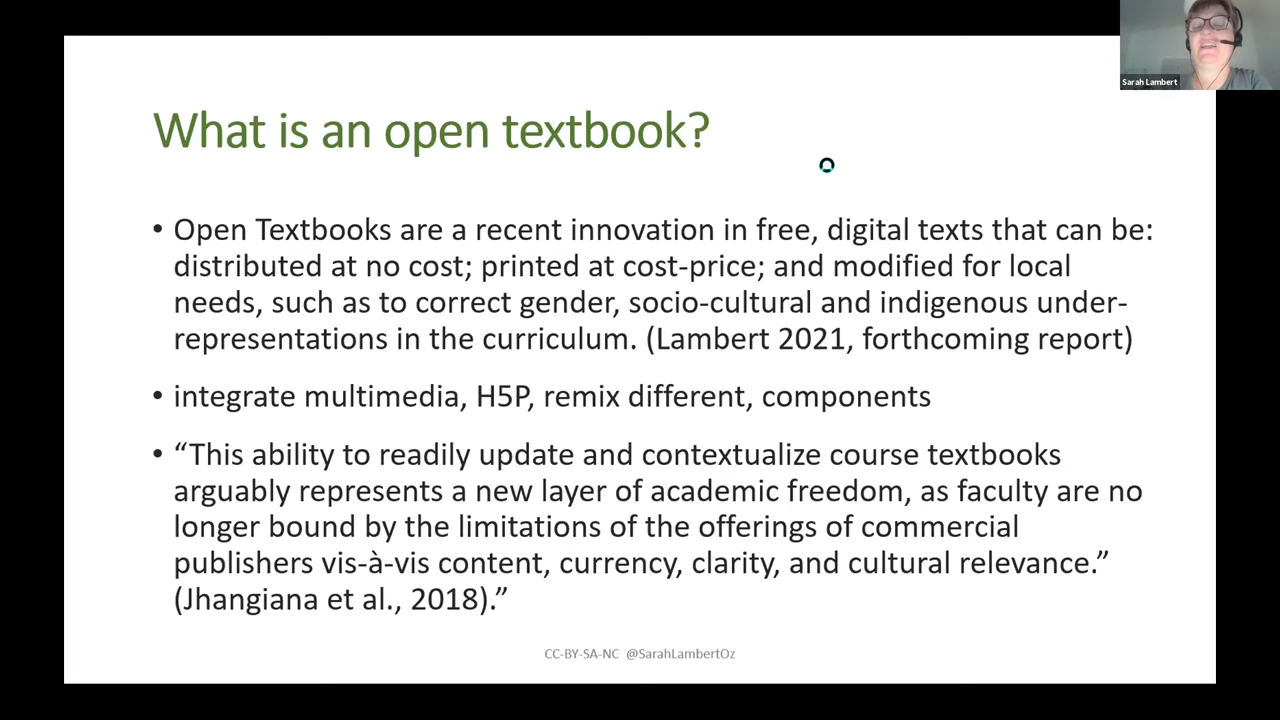 Sarah Lambert
What is an open textbook?
• Open Textbooks are a recent innovation in free, digital texts that can be:
distributed at no cost; printed at cost-price; and modified for local
needs, such as to correct gender, socio-cultural and indigenous under-
representations in the curriculum. (Lambert 2021, forthcoming report)
• integrate multimedia, H5P, remix different, components
• “This ability to readily update and contextualize course textbooks
arguably represents a new layer of academic freedom, as faculty are no
longer bound by the limitations of the offerings of commercial
publishers vis-à-vis content, currency, clarity, and cultural relevance.”
(Jhangiana et al., 2018).”
CC-BY-SA-NC @SarahLambertOz